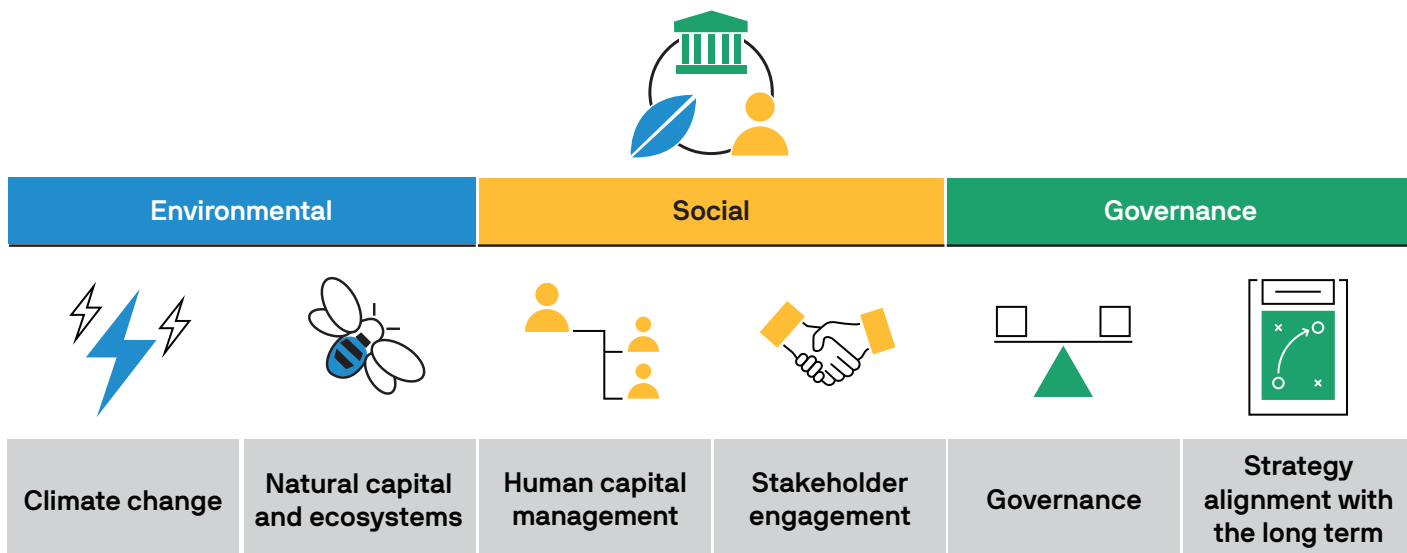 Environmental
Social
Governance
Climate change
Natural capital
and ecosystems
Human capital
management
Stakeholder
engagement
Governance
Strategy
alignment with
the long term